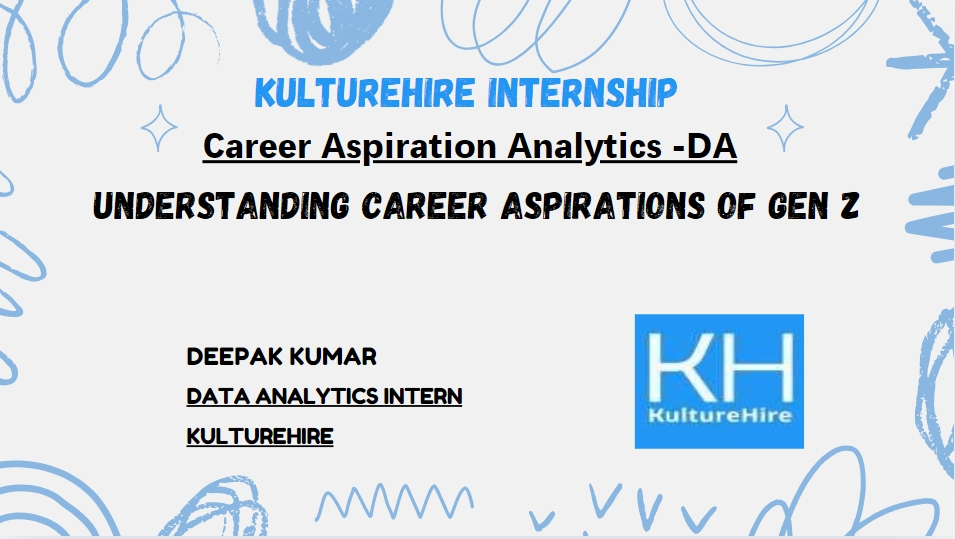 KULTUREHIRE INTERNSHIP
Career Aspiration Analytics -DA
UNDERSTANDING CAREER ASPIRATIONS OF GEN Z
DEEPAK KUMAR
DATA ANALYTICS INTERN
KULTUREHIRE
KH
KultureHire